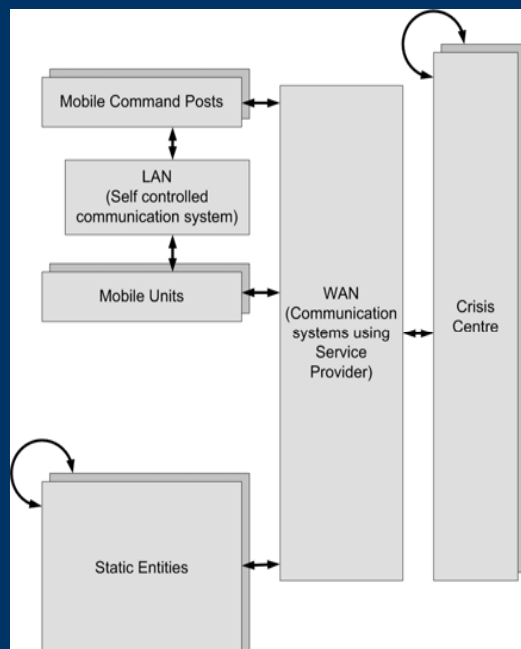 Mobile Command Posts
LAN
(Self controlled
communication system)
Mobile Units
WAN
(Communication
systems using
Service
Provider)
Crisis
Centre
Static Entities